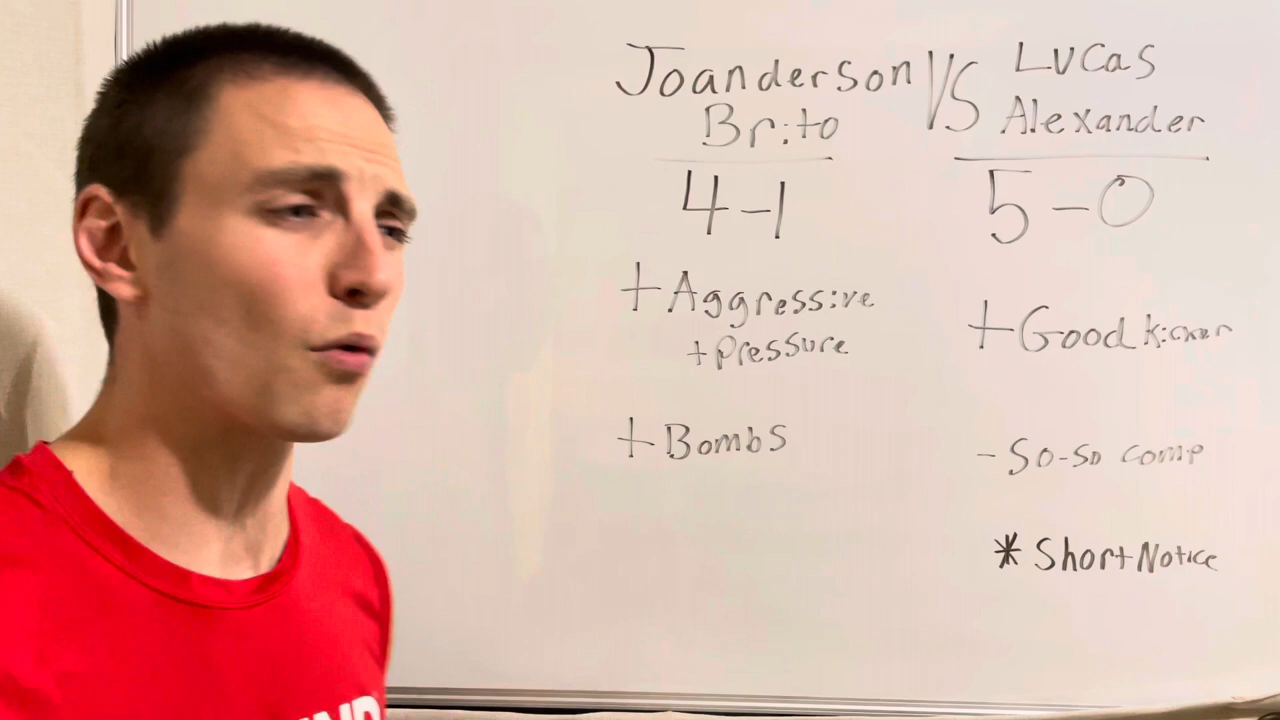 Joanderson VS Lucas
Brito Alexander
4-1 5-0
+Aggressive
+Good kicker
+pressure
+Bombs
-So-so comp
*Short Notice